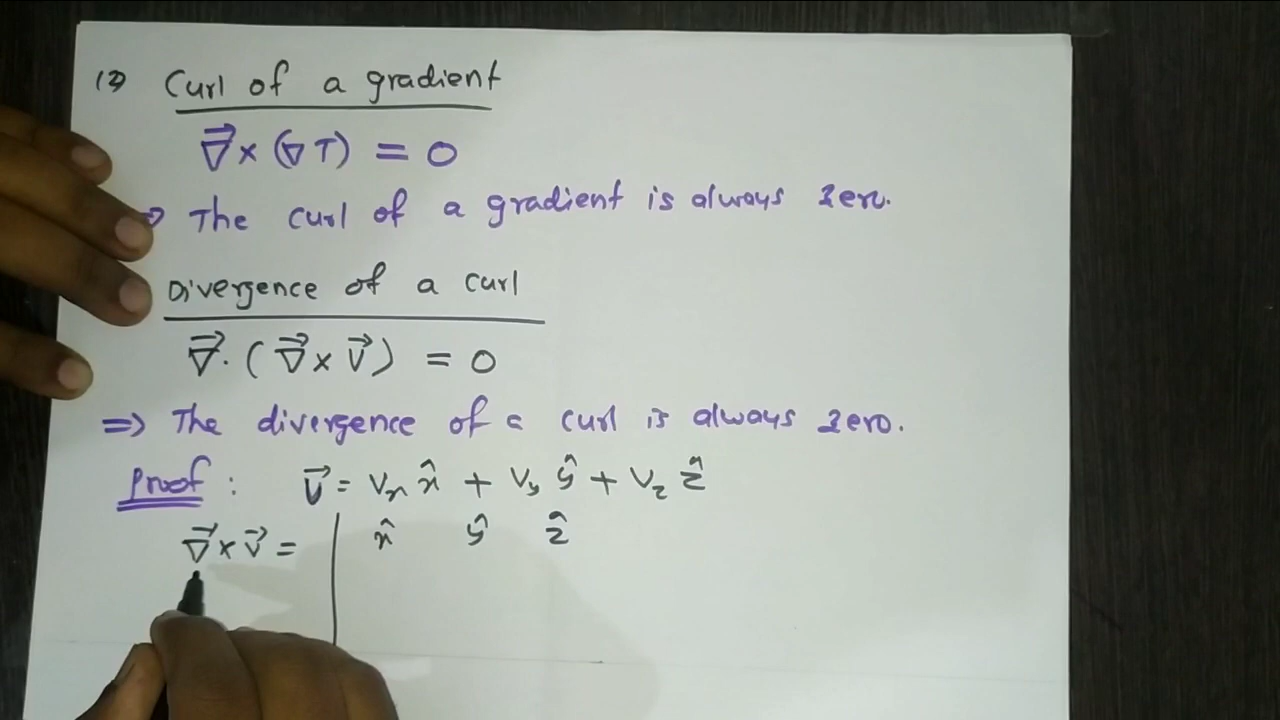 (2) Curl of a gradient
∇⃗ × (∇T) = 0
⇒ The curl of a gradient is always zero.
Divergence of a curl
∇⃗ · (∇⃗ × V⃗) = 0
⇒ The divergence of a curl is always zero.
Proof : V⃗ = Vₓ x̂ + Vy ŷ + Vz ẑ
∇⃗ × V⃗ = | x̂ ŷ ẑ